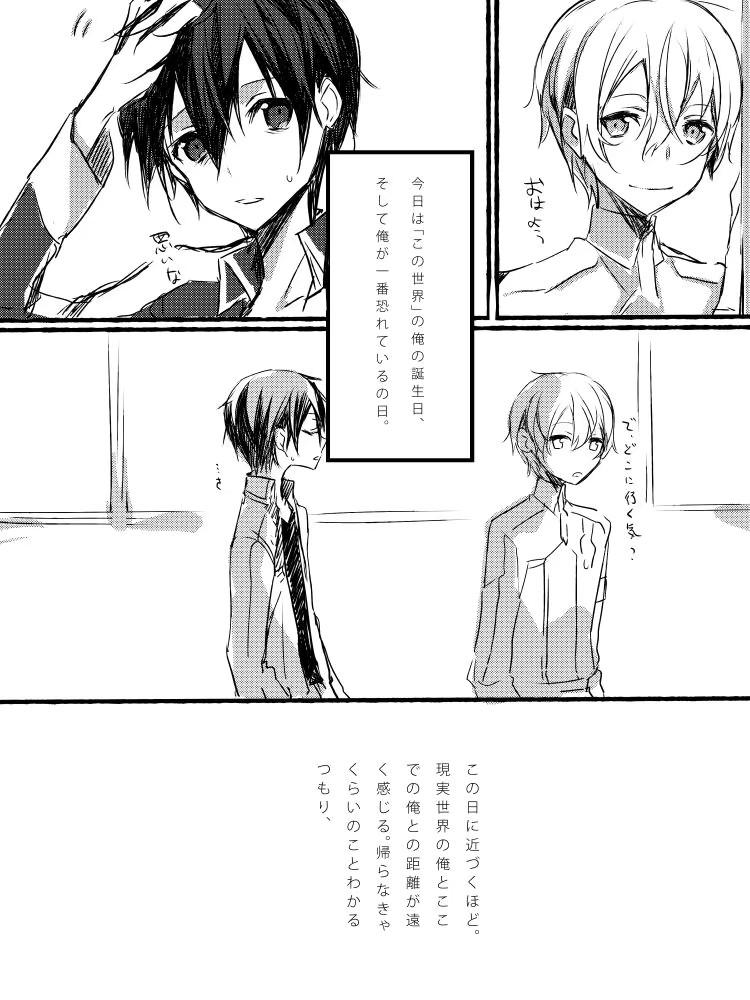 おはよう
今日は「この世界」の俺の誕生日、
そして俺が一番恐れているの日。
で、どこに行く気?
…さ
この日に近づくほど。
現実世界の俺とここ
での俺との距離が遠
く感じる。帰らなきゃ
くらいのことわかる
つもり、